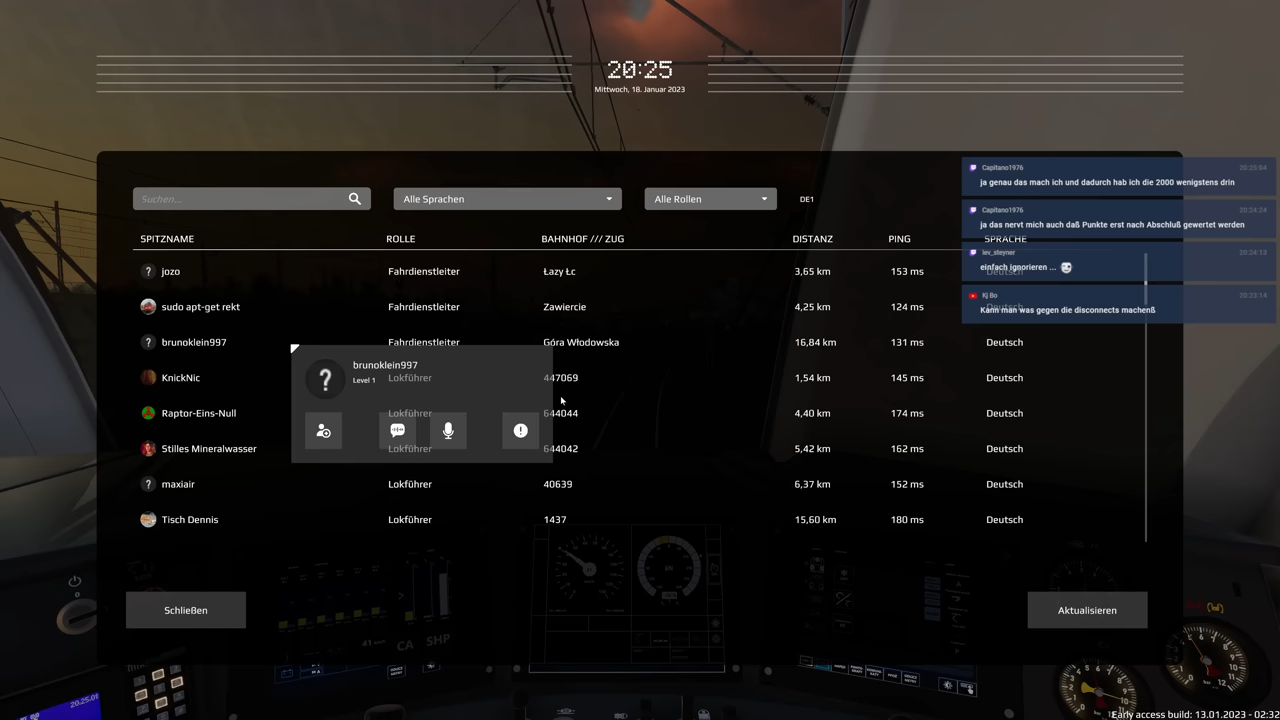 20:25
Mittwoch, 18. Januar 2023
Suchen...
Alle Sprachen
Alle Rollen
DE1
SPITZNAME ROLLE BAHNHOF /// ZUG DISTANZ PING SPRACHE
jozo Fahrdienstleiter Łazy Łc 3,65 km 153 ms Deutsch
sudo apt-get rekt Fahrdienstleiter Zawiercie 4,25 km 124 ms Deutsch
brunoklein997 Fahrdienstleiter Góra Włodowska 16,84 km 131 ms Deutsch
KnickNic Lokführer 447069 1,54 km 145 ms Deutsch
Raptor-Eins-Null Lokführer 644044 4,40 km 174 ms Deutsch
Stilles Mineralwasser Lokführer 644042 5,42 km 162 ms Deutsch
maxiair Lokführer 40639 6,37 km 152 ms Deutsch
Tisch Dennis Lokführer 1437 15,60 km 180 ms Deutsch
brunoklein997
Level 1
Capitano1976 20:25:04
ja genau das mach ich und dadurch hab ich die 2000 wenigstens drin
Capitano1976 20:24:24
ja das nervt mich auch daß Punkte erst nach Abschluß gewertet werden
lev_steyner 20:24:13
einfach ignorieren ...
Kj Bo 20:23:14
Kann man was gegen die disconnects machenß
Schließen
Aktualisieren
CA SHP
Early access build: 13.01.2023 - 02:32